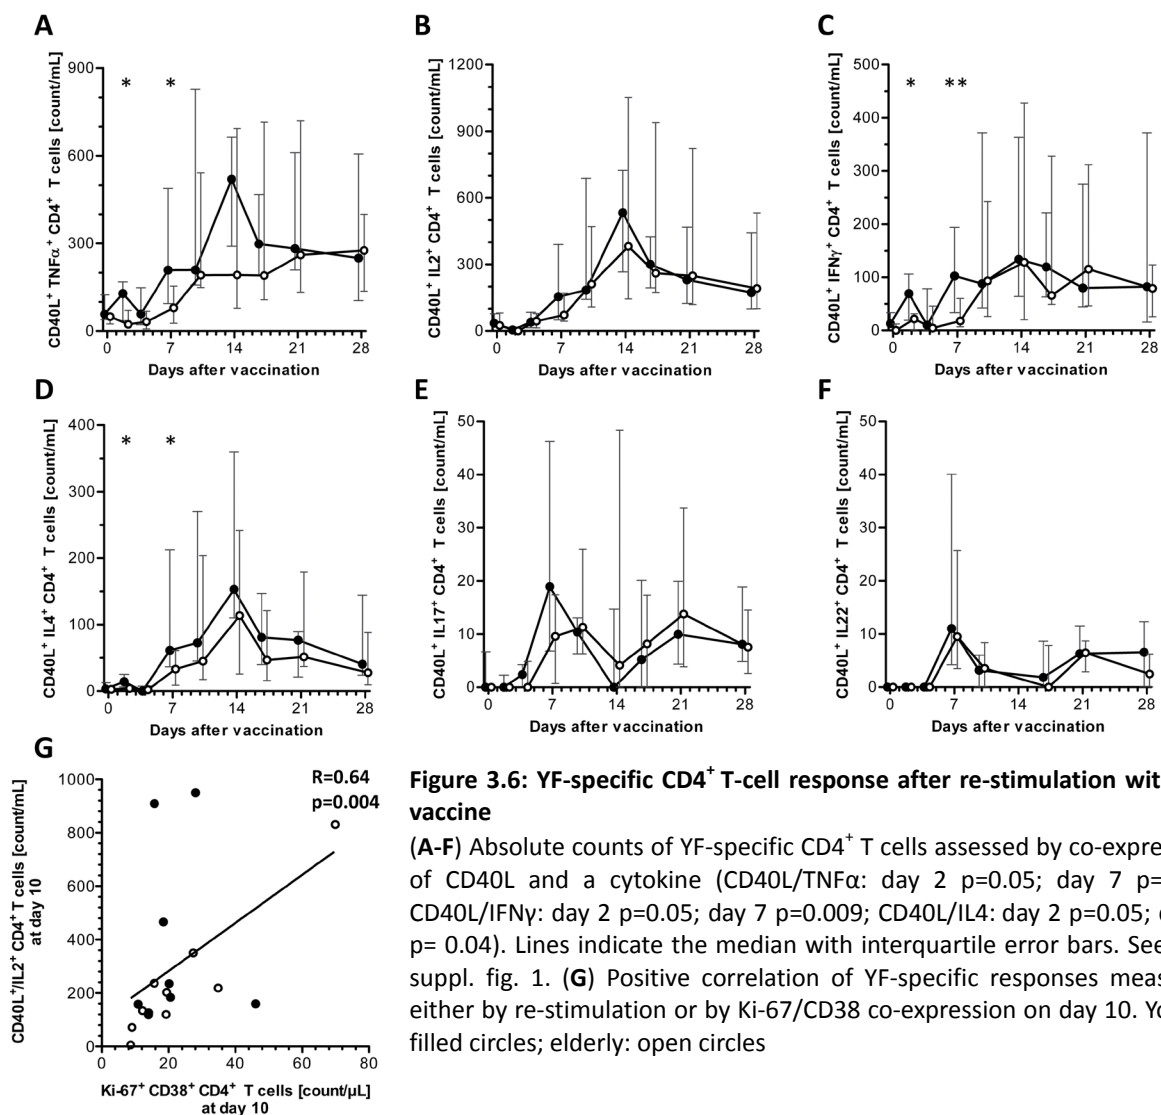 A
CD40L⁺ TNFα⁺ CD4⁺ T cells [count/mL]
900
600
300
0
* *
0 7 14 21 28
Days after vaccination
B
CD40L⁺ IL2⁺ CD4⁺ T cells [count/mL]
1200
900
600
300
0
0 7 14 21 28
Days after vaccination
C
CD40L⁺ IFNγ⁺ CD4⁺ T cells [count/mL]
500
400
300
200
100
0
* **
0 7 14 21 28
Days after vaccination
D
CD40L⁺ IL4⁺ CD4⁺ T cells [count/mL]
400
300
200
100
0
* *
0 7 14 21 28
Days after vaccination
E
CD40L⁺ IL17⁺ CD4⁺ T cells [count/mL]
50
40
30
20
10
0
0 7 14 21 28
Days after vaccination
F
CD40L⁺ IL22⁺ CD4⁺ T cells [count/mL]
50
40
30
20
10
0
0 7 14 21 28
Days after vaccination
G
CD40L⁺/IL2⁺ CD4⁺ T cells [count/mL]
at day 10
1000
800
600
400
200
0
R=0.64
p=0.004
0 20 40 60 80
Ki-67⁺ CD38⁺ CD4⁺ T cells [count/µL]
at day 10
Figure 3.6: YF-specific CD4⁺ T-cell response after re-stimulation with
vaccine
(A-F) Absolute counts of YF-specific CD4⁺ T cells assessed by co-expre
of CD40L and a cytokine (CD40L/TNFα: day 2 p=0.05; day 7 p=
CD40L/IFNγ: day 2 p=0.05; day 7 p=0.009; CD40L/IL4: day 2 p=0.05;
p= 0.04). Lines indicate the median with interquartile error bars. See
suppl. fig. 1. (G) Positive correlation of YF-specific responses meas
either by re-stimulation or by Ki-67/CD38 co-expression on day 10. Yo
filled circles; elderly: open circles